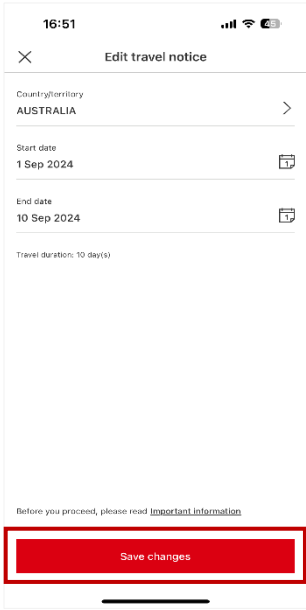 16:51
45
Edit travel notice
Country/territory
AUSTRALIA
Start date
1 Sep 2024
End date
10 Sep 2024
Travel duration: 10 day(s)
Before you proceed, please read Important information
Save changes